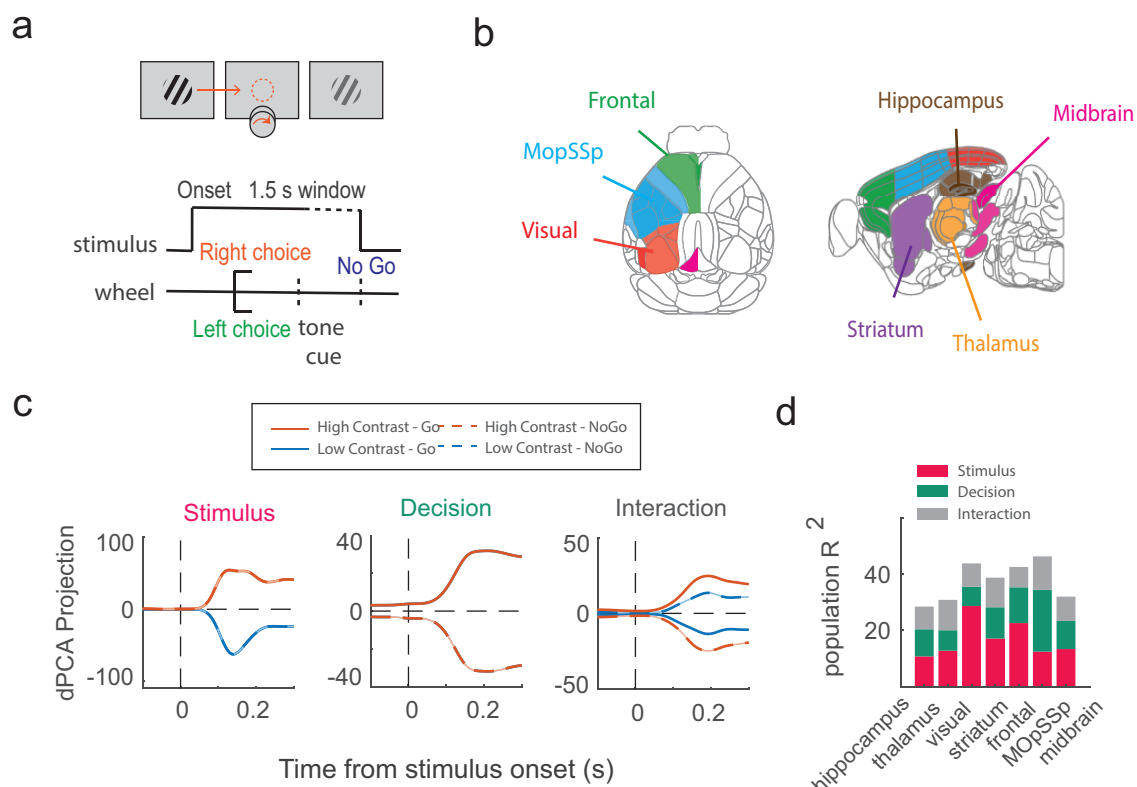 a
Onset 1.5 s window
stimulus
Right choice
No Go
wheel
Left choice
tone
cue
b
Frontal
MopSSp
Visual
Hippocampus
Midbrain
Striatum
Thalamus
c
High Contrast - Go
High Contrast - NoGo
Low Contrast - Go
Low Contrast - NoGo
Stimulus
Decision
Interaction
dPCA Projection
100
0
-100
0
0.2
40
0
-40
0
0.2
50
0
-50
0
0.2
Time from stimulus onset (s)
d
Stimulus
Decision
Interaction
population R 2
40
20
hippocampus
thalamus
visual
striatum
frontal
MOpSSp
midbrain